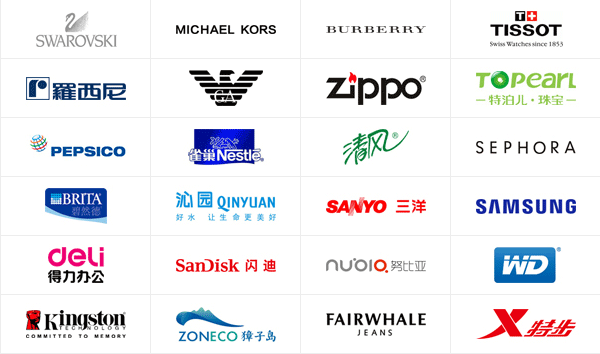 SWAROVSKI
MICHAEL KORS
BURBERRY
TISSOT
Swiss Watches since 1853
羅西尼
GA
zippo®
TOPEARL
特泊儿·珠宝
PEPSICO
雀巢Nestlé®
清风®
SEPHORA
BRITA®
碧然德
沁园 QINYUAN
好水 让生命更美好
SANYO 三洋
SAMSUNG
deli
得力办公
SanDisk 闪迪
nubia 努比亚
WD®
Kingston
TECHNOLOGY
COMMITTED TO MEMORY
ZONECO 獐子岛
FAIRWHALE
JEANS
X 特步